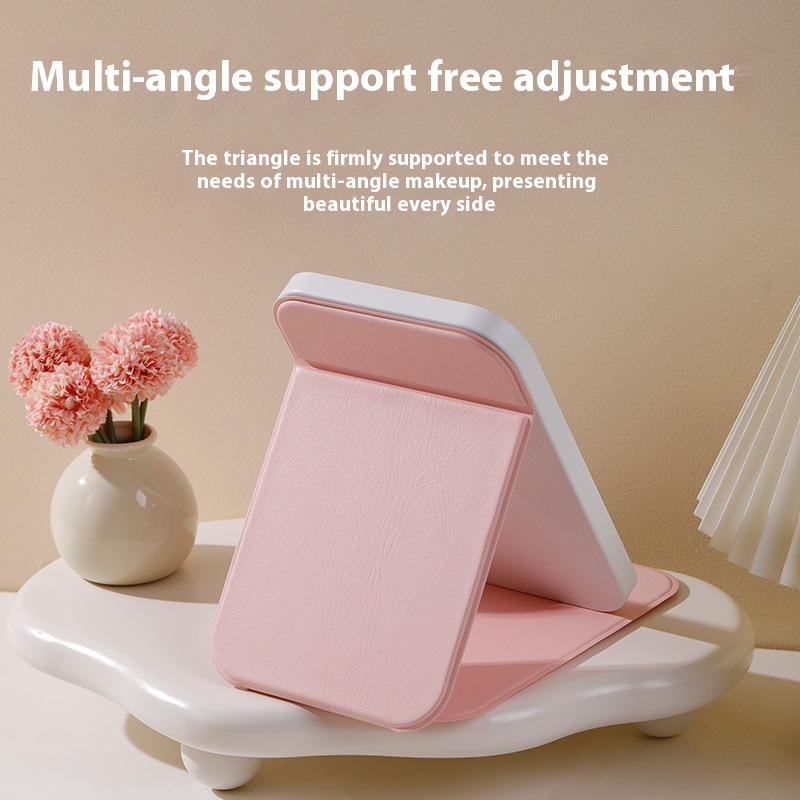 Multi-angle support free adjustment
The triangle is firmly supported to meet the
needs of multi-angle makeup, presenting
beautiful every side